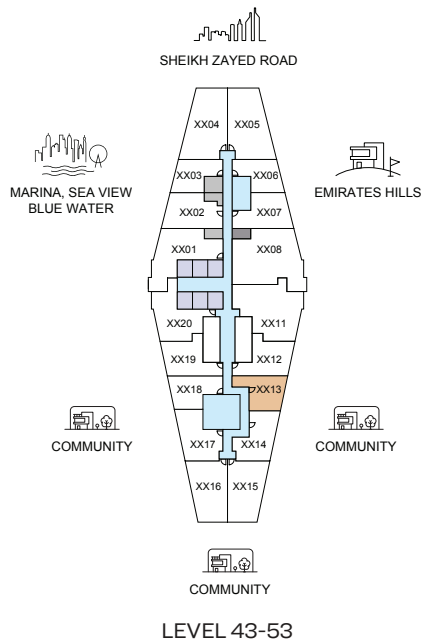 SHEIKH ZAYED ROAD
XX04 XX05
MARINA, SEA VIEW
BLUE WATER
EMIRATES HILLS
XX03 XX06
XX02 XX07
XX01 XX08
XX20 XX11
XX19 XX12
XX18 XX13
COMMUNITY
COMMUNITY
XX17 XX14
XX16 XX15
COMMUNITY
LEVEL 43-53